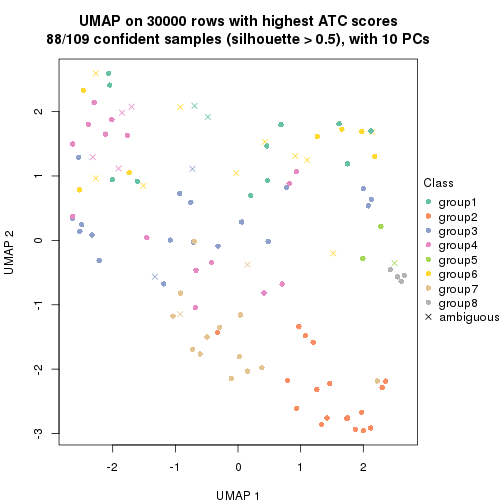 UMAP on 30000 rows with highest ATC scores
88/109 confident samples (silhouette > 0.5), with 10 PCs
2
1
0
-1
-2
-3
UMAP 2
-2
-1
0
1
2
UMAP 1
Class
group1
group2
group3
group4
group5
group6
group7
group8
ambiguous